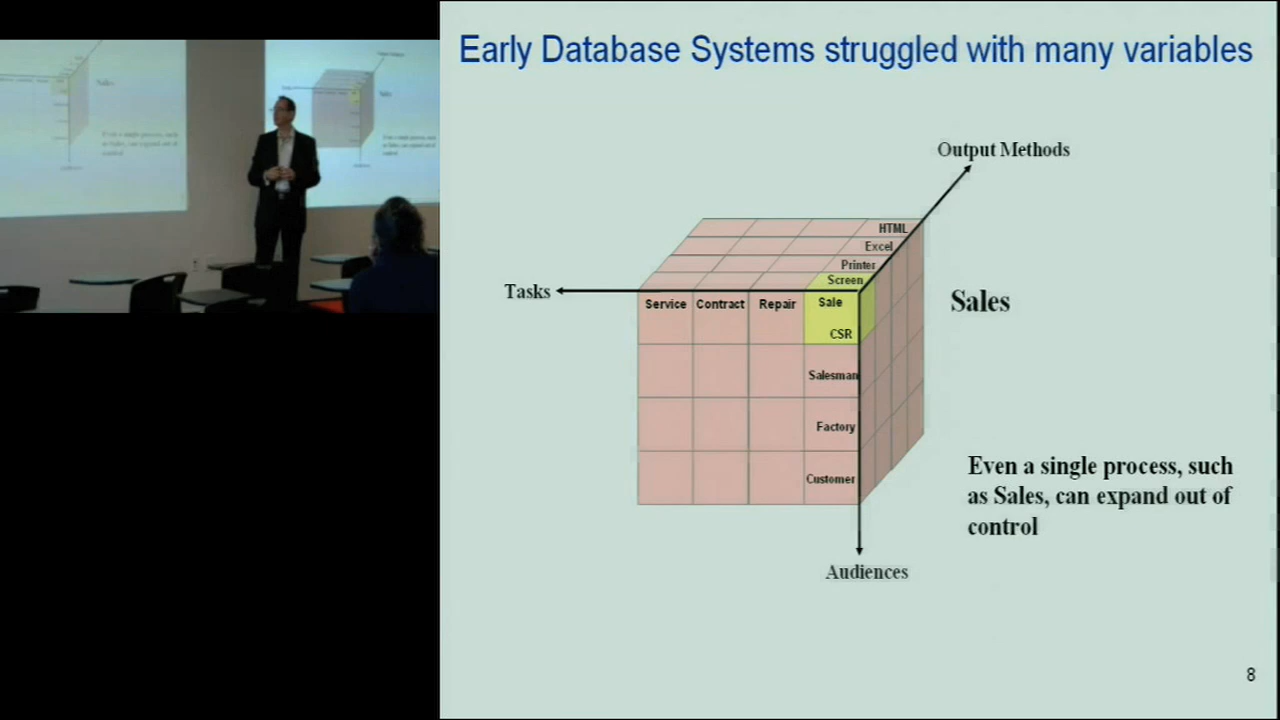 Early Database Systems struggled with many variables
Output Methods
HTML
Excel
Printer
Screen
Tasks
Service Contract Repair Sale
Sales
CSR
Salesman
Factory
Customer
Even a single process, such
as Sales, can expand out of
control
Audiences
8